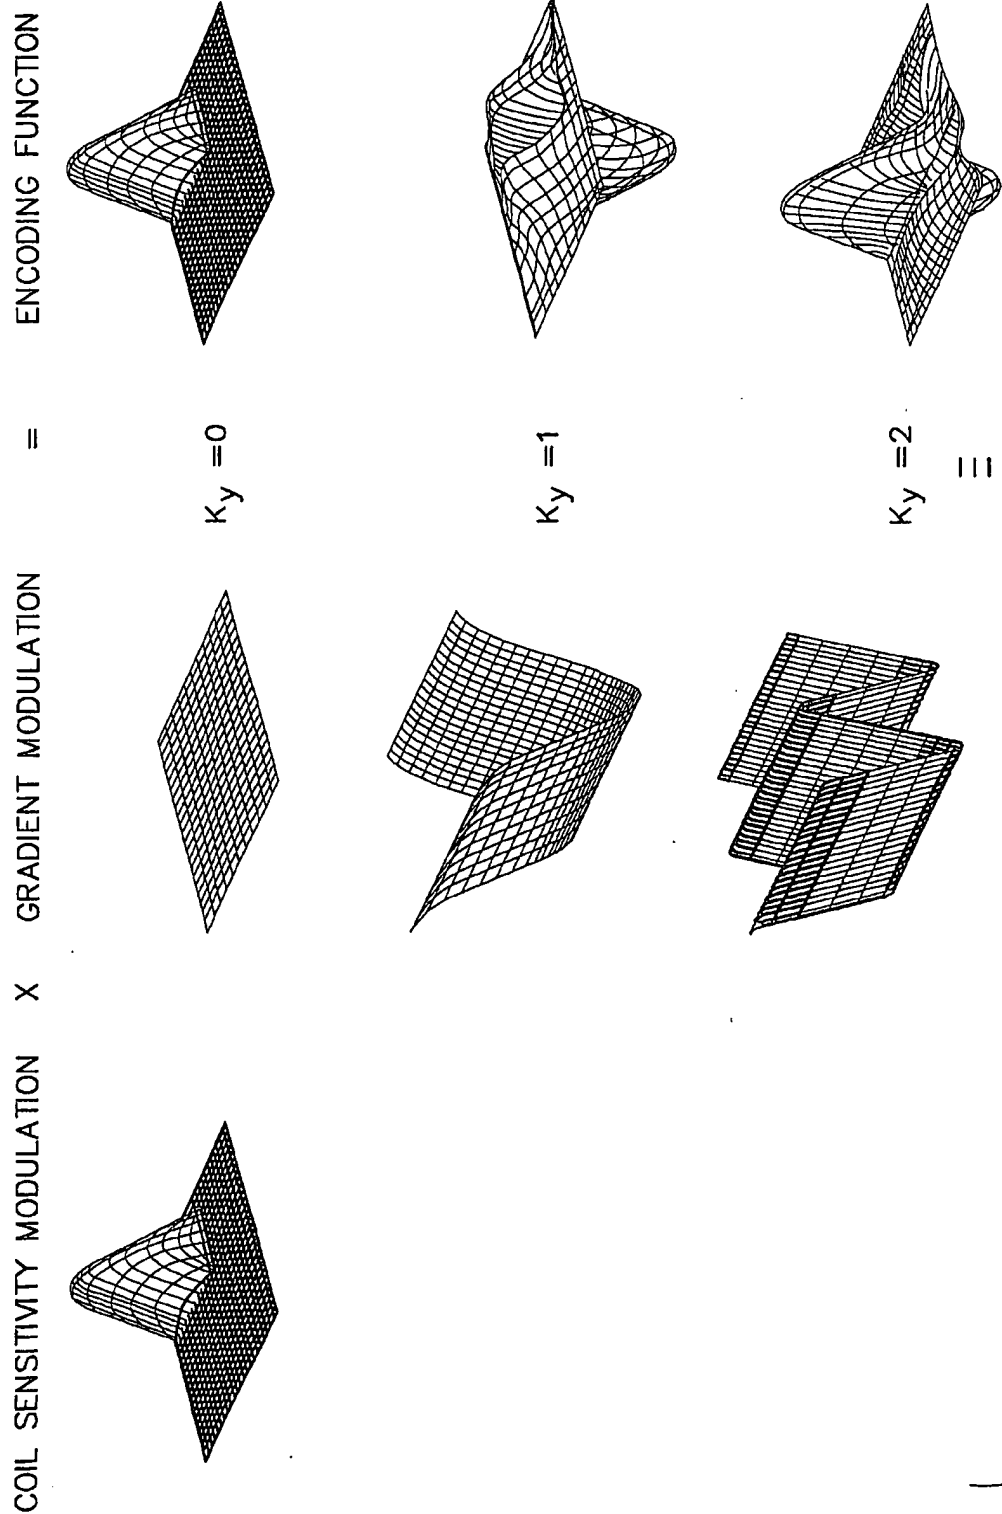 COIL SENSITIVITY MODULATION X GRADIENT MODULATION = ENCODING FUNCTION
Ky =0
Ky =1
Ky =2